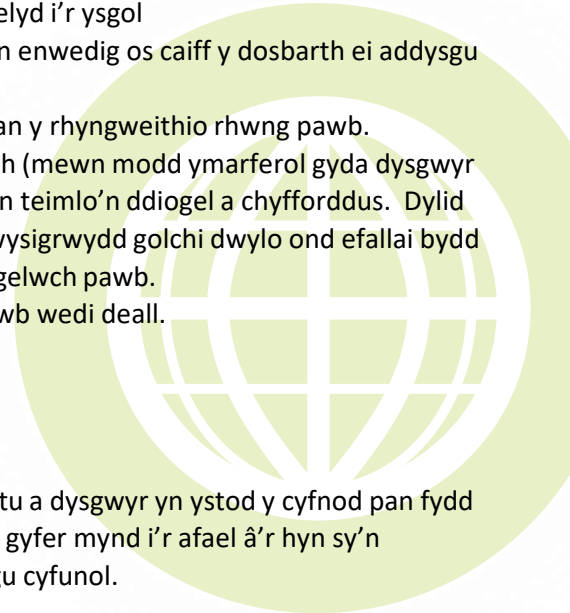 elyd i'r ysgol
n enwedig os caiff y dosbarth ei addysgu
an y rhyngweithio rhwng pawb.
h (mewn modd ymarferol gyda dysgwyr
n teimlo'n ddiogel a chyfforddus. Dylid
wysigrwydd golchi dwylo ond efallai bydd
gelwch pawb.
wb wedi deall.
tu a dysgwyr yn ystod y cyfnod pan fydd
gyfer mynd i'r afael â'r hyn sy'n
gu cyfunol.